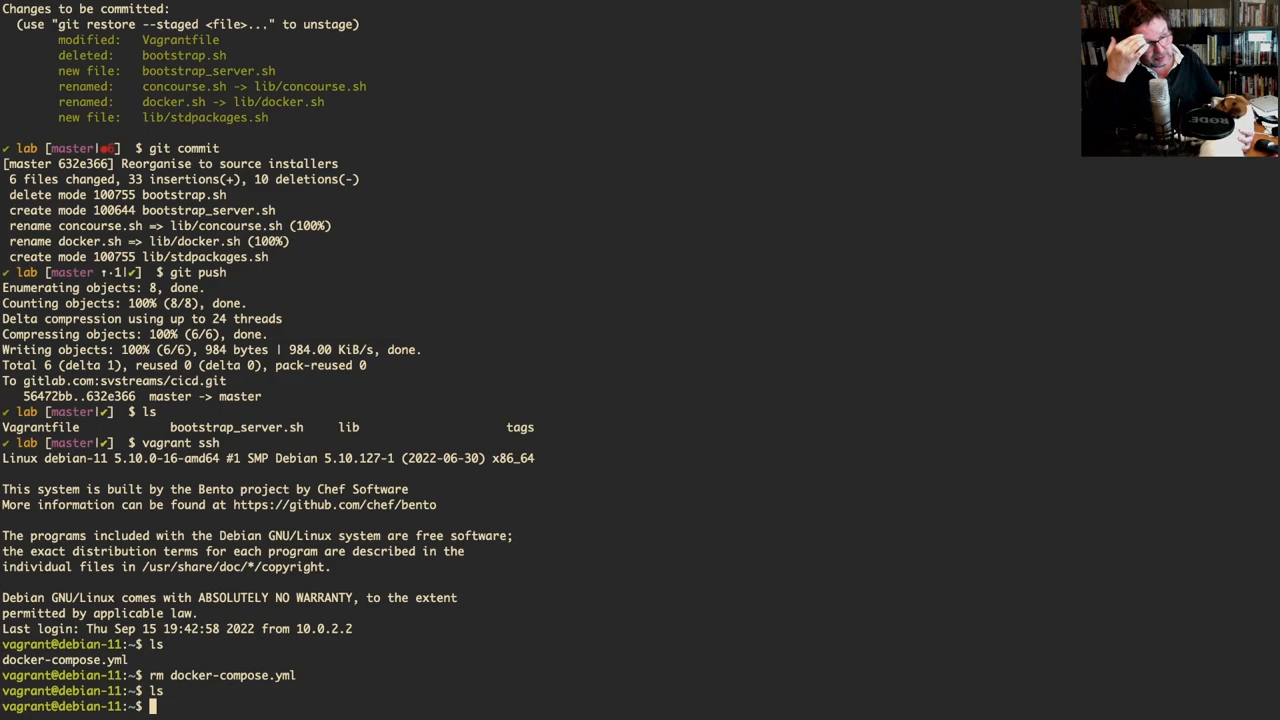 Changes to be committed:
(use "git restore --staged <file>..." to unstage)
modified: Vagrantfile
deleted: bootstrap.sh
new file: bootstrap_server.sh
renamed: concourse.sh -> lib/concourse.sh
renamed: docker.sh -> lib/docker.sh
new file: lib/stdpackages.sh
✔ lab [master|●6] $ git commit
[master 632e366] Reorganise to source installers
6 files changed, 33 insertions(+), 10 deletions(-)
delete mode 100755 bootstrap.sh
create mode 100644 bootstrap_server.sh
rename concourse.sh => lib/concourse.sh (100%)
rename docker.sh => lib/docker.sh (100%)
create mode 100755 lib/stdpackages.sh
✔ lab [master ↑·1|✔] $ git push
Enumerating objects: 8, done.
Counting objects: 100% (8/8), done.
Delta compression using up to 24 threads
Compressing objects: 100% (6/6), done.
Writing objects: 100% (6/6), 984 bytes | 984.00 KiB/s, done.
Total 6 (delta 1), reused 0 (delta 0), pack-reused 0
To gitlab.com:svstreams/cicd.git
56472bb..632e366 master -> master
✔ lab [master|✔] $ ls
Vagrantfile bootstrap_server.sh lib tags
✔ lab [master|✔] $ vagrant ssh
Linux debian-11 5.10.0-16-amd64 #1 SMP Debian 5.10.127-1 (2022-06-30) x86_64
This system is built by the Bento project by Chef Software
More information can be found at https://github.com/chef/bento
The programs included with the Debian GNU/Linux system are free software;
the exact distribution terms for each program are described in the
individual files in /usr/share/doc/*/copyright.
Debian GNU/Linux comes with ABSOLUTELY NO WARRANTY, to the extent
permitted by applicable law.
Last login: Thu Sep 15 19:42:58 2022 from 10.0.2.2
vagrant@debian-11:~$ ls
docker-compose.yml
vagrant@debian-11:~$ rm docker-compose.yml
vagrant@debian-11:~$ ls
vagrant@debian-11:~$
RODE